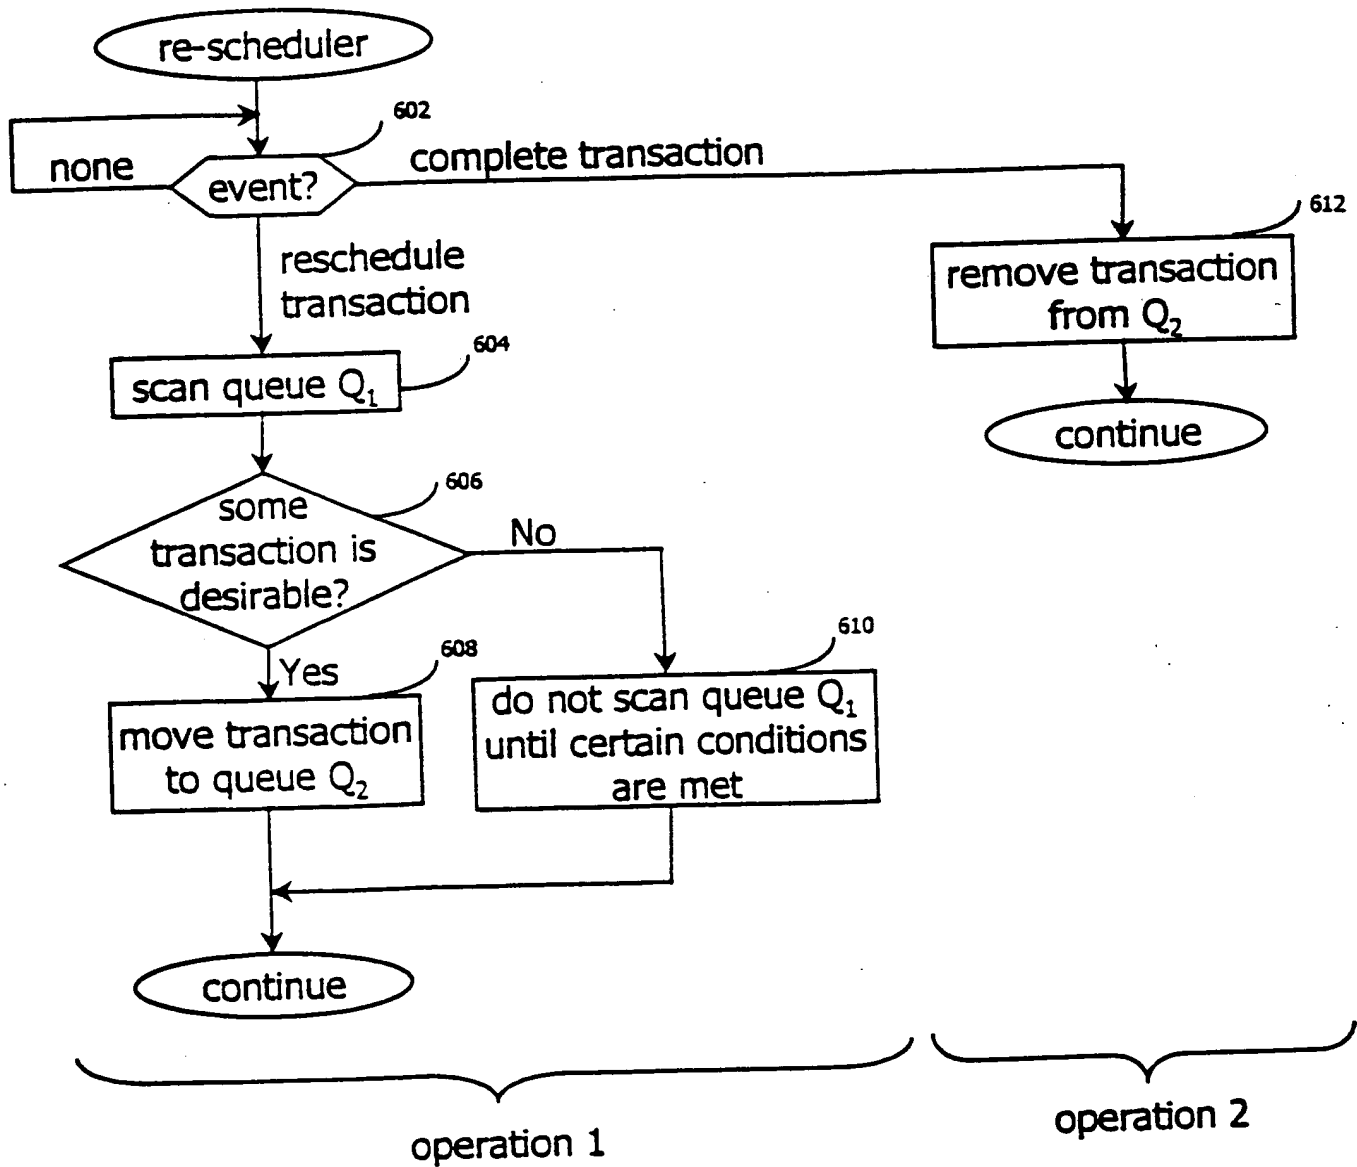 re-scheduler
602
none
event?
complete transaction
612
reschedule
transaction
remove transaction
from Q2
604
scan queue Q1
continue
606
some
transaction is
desirable?
No
Yes
608
610
move transaction
to queue Q2
do not scan queue Q1
until certain conditions
are met
continue
operation 1
operation 2